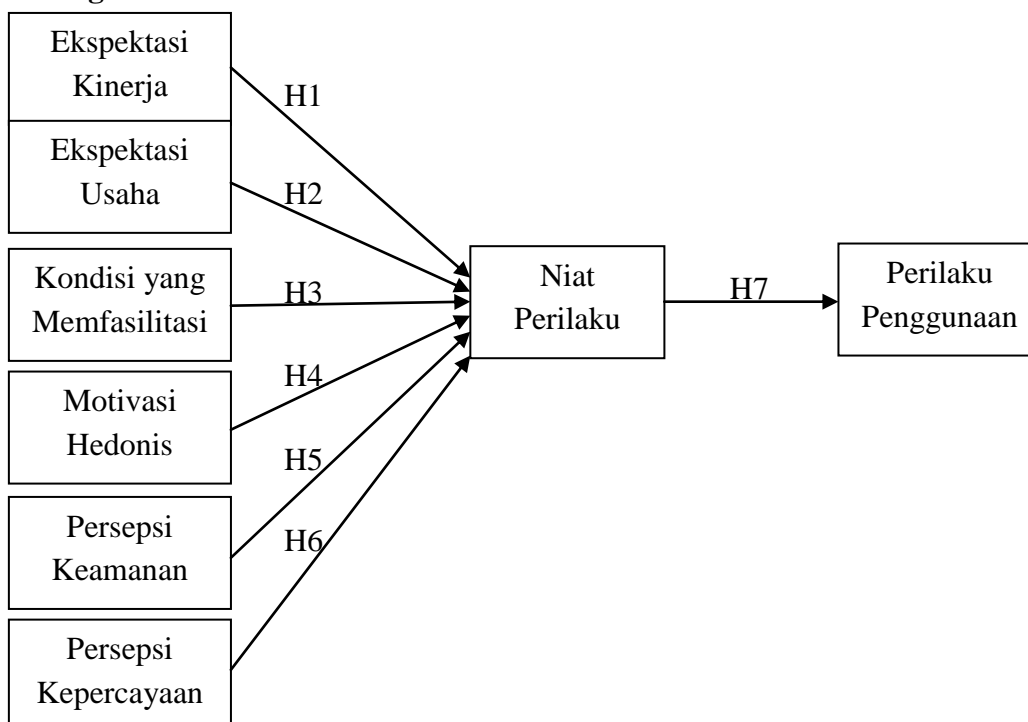 Ekspektasi
Kinerja
H1
Ekspektasi
Usaha
H2
Kondisi yang
Memfasilitasi
H3
Niat
Perilaku
H7
Perilaku
Penggunaan
Motivasi
Hedonis
H4
Persepsi
Keamanan
H5
Persepsi
Kepercayaan
H6